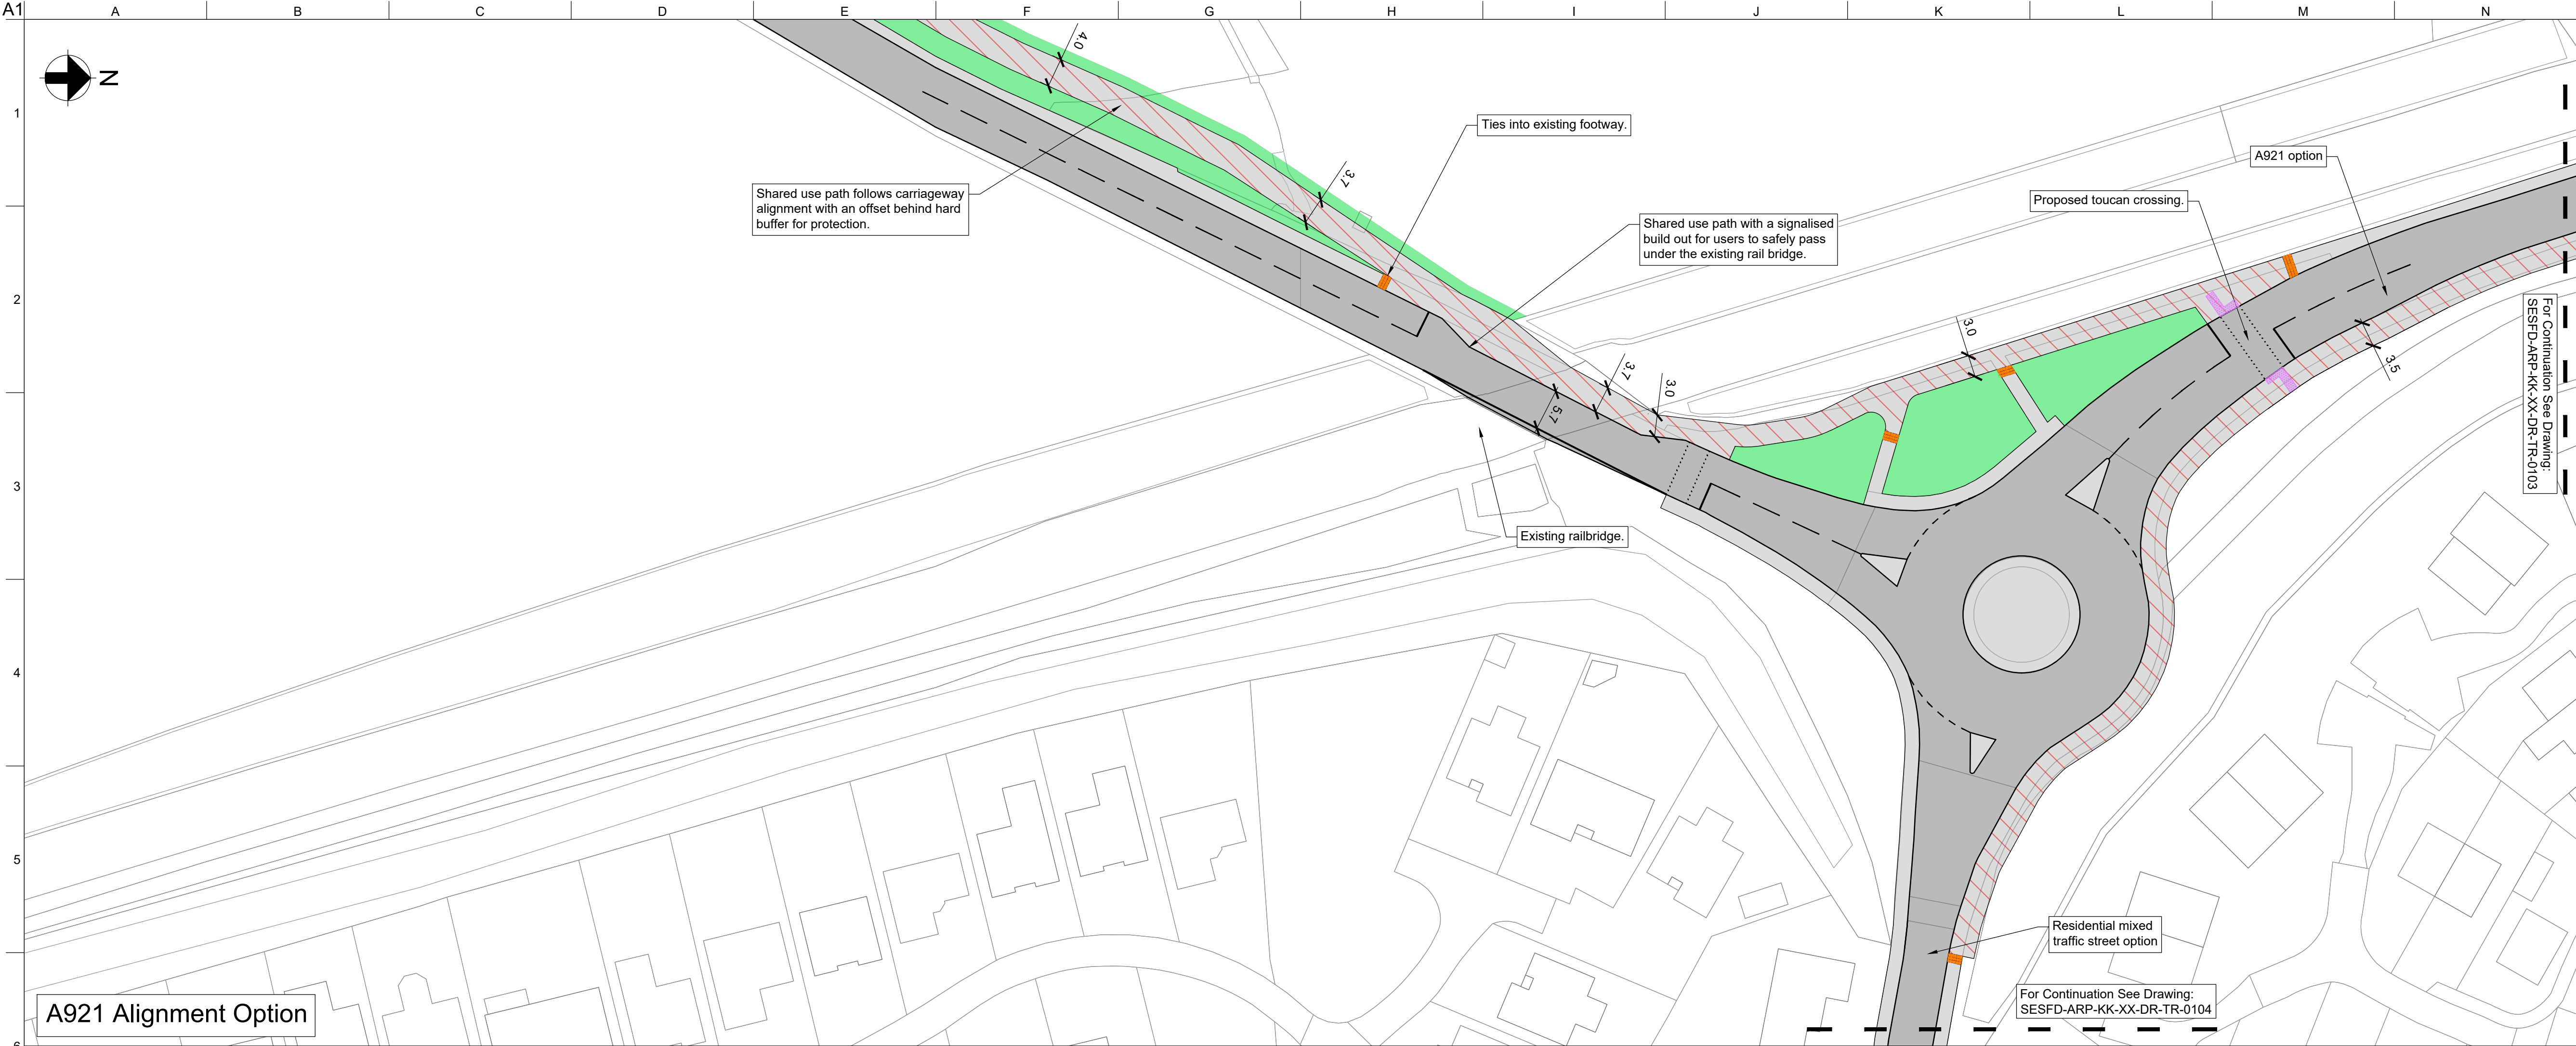 A1
A B C D E F G H I J K L M N
1
2
3
4
5
6
N
4.0
3.7
Ties into existing footway.
A921 option
Proposed toucan crossing.
Shared use path follows carriageway
alignment with an offset behind hard
buffer for protection.
Shared use path with a signalised
build out for users to safely pass
under the existing rail bridge.
3.0
3.5
3.7
3.0
5.7
For Continuation See Drawing:
SESFD-ARP-KK-XX-DR-TR-0103
Existing railbridge.
Residential mixed
traffic street option
For Continuation See Drawing:
SESFD-ARP-KK-XX-DR-TR-0104
A921 Alignment Option